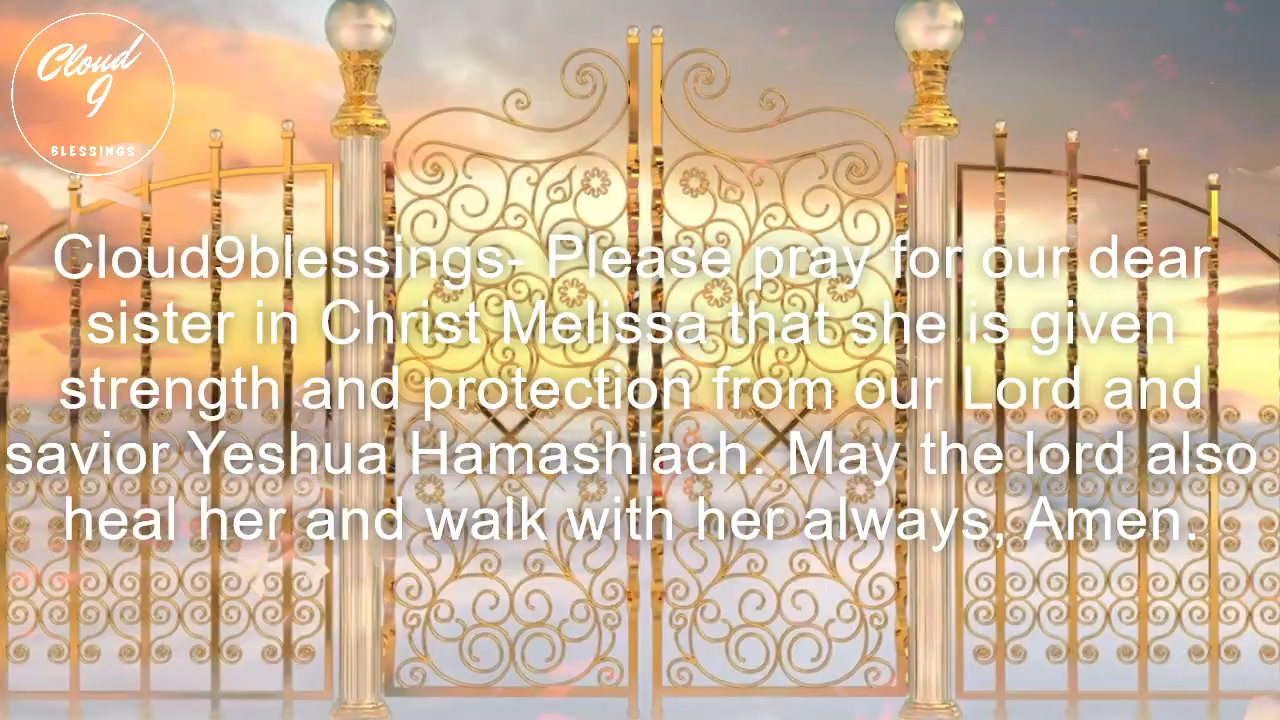 Cloud
9
BLESSINGS
Cloud9blessings- Please pray for our dear
sister in Christ Melissa that she is given
strength and protection from our Lord and
savior Yeshua Hamashiach. May the lord also
heal her and walk with her always, Amen.